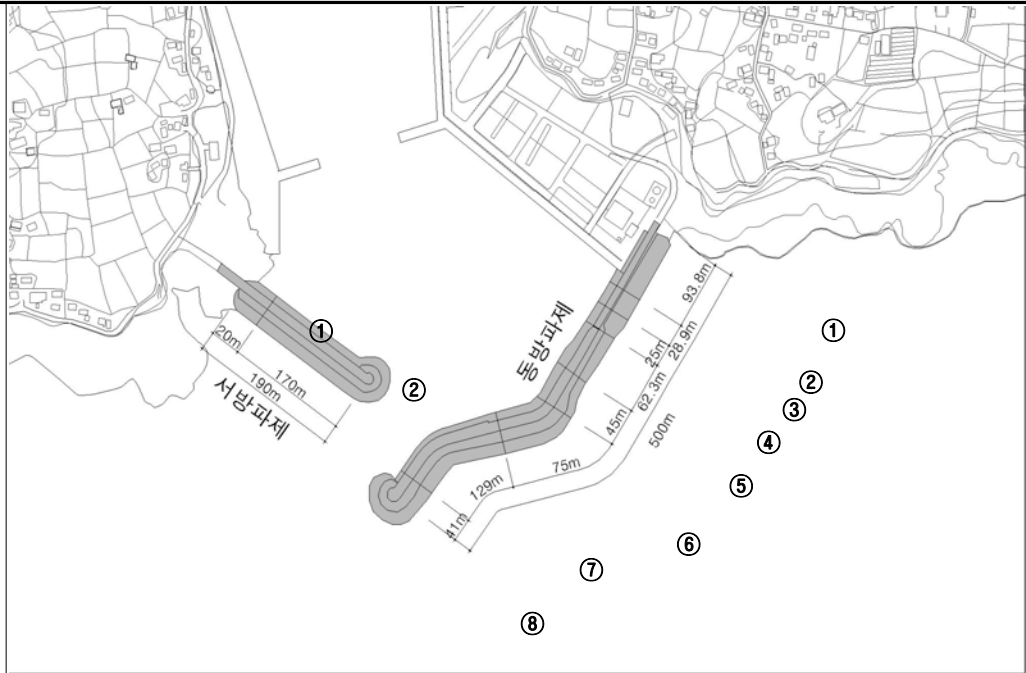 ①
20m
170m
190m
서방파제
②
동방파제
93.8m
28.9m
25m
62.3m
45m
500m
75m
129m
41m
①
②
③
④
⑤
⑥
⑦
⑧